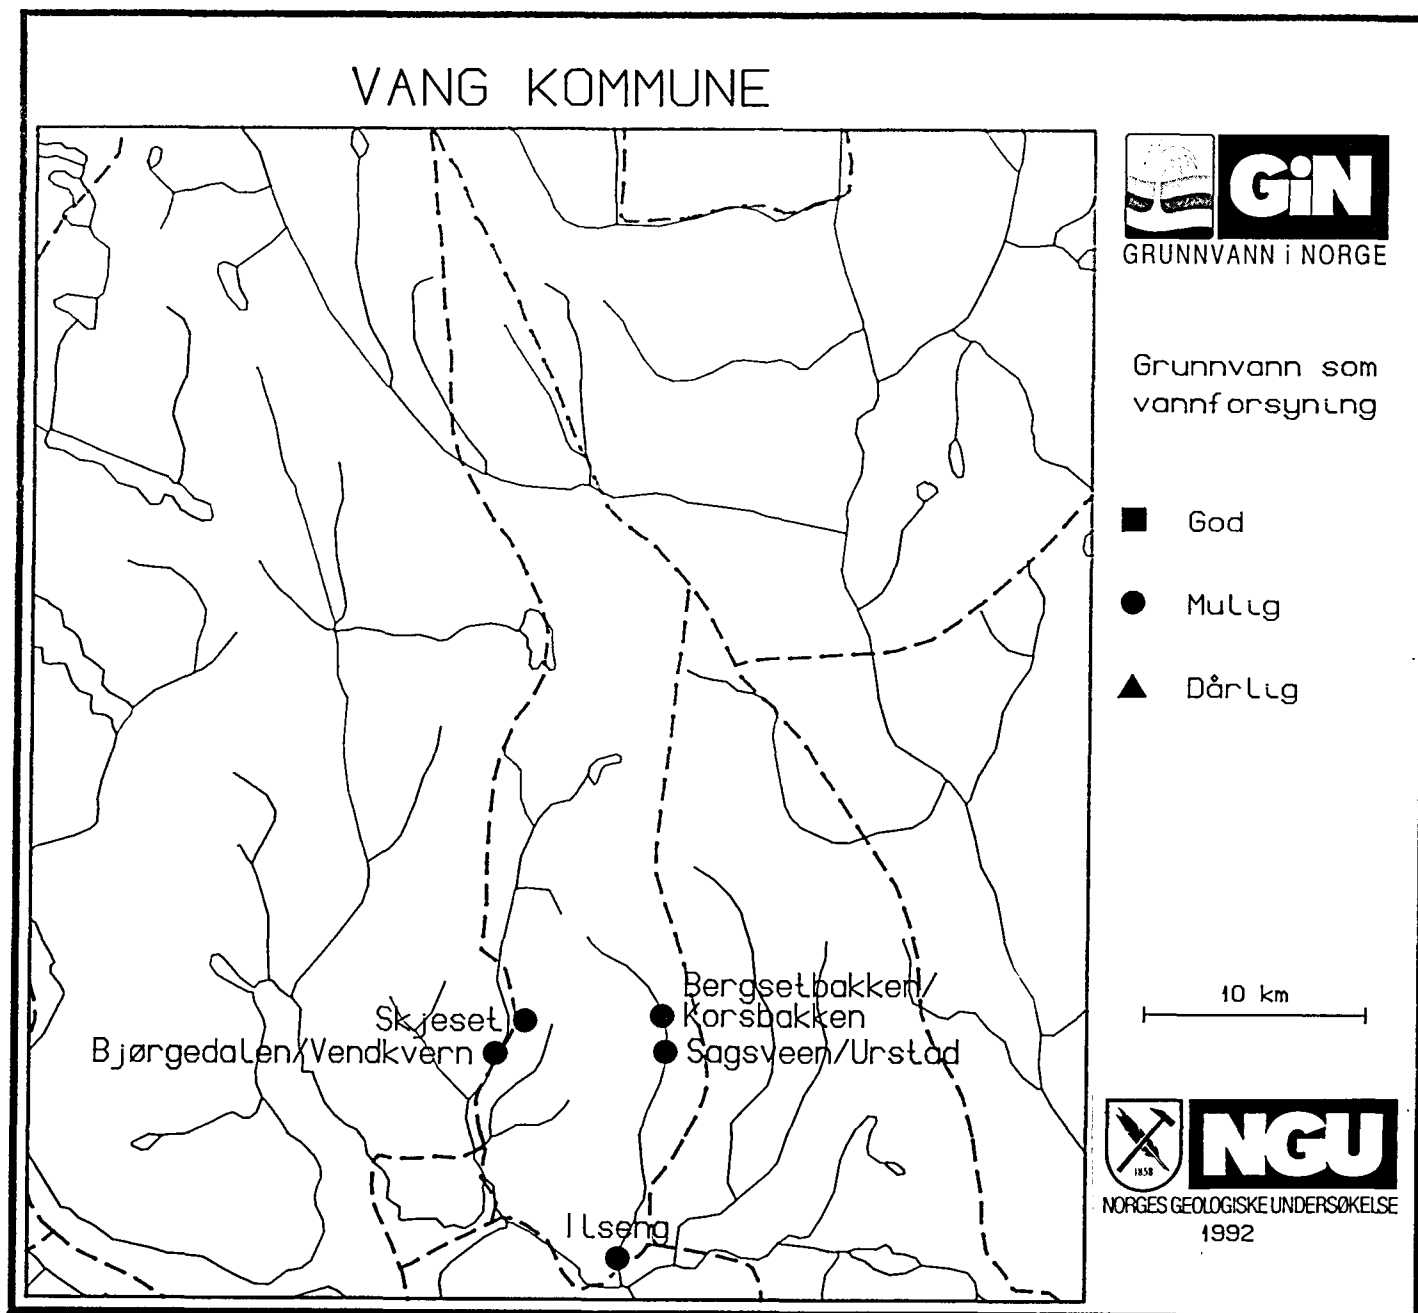 VANG KOMMUNE
GiN
GRUNNVANN i NORGE
Grunnvann som
vannforsyning
God
Mulig
Dårlig
Bergsetbakken/
Korsbakken
Skjeset
Bjørgedalen/Vendkvern
Sagsveen/Urstad
Ilseng
10 km
1858
NGU
NORGES GEOLOGISKE UNDERSØKELSE
1992